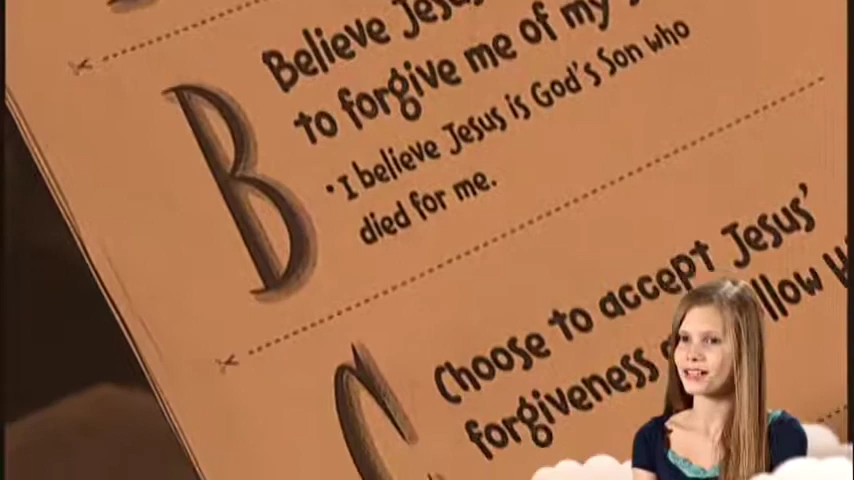 B
Believe Jesus
to forgive me of my
• I believe Jesus is God's Son who
died for me.
C
Choose to accept Jesus'
forgiveness